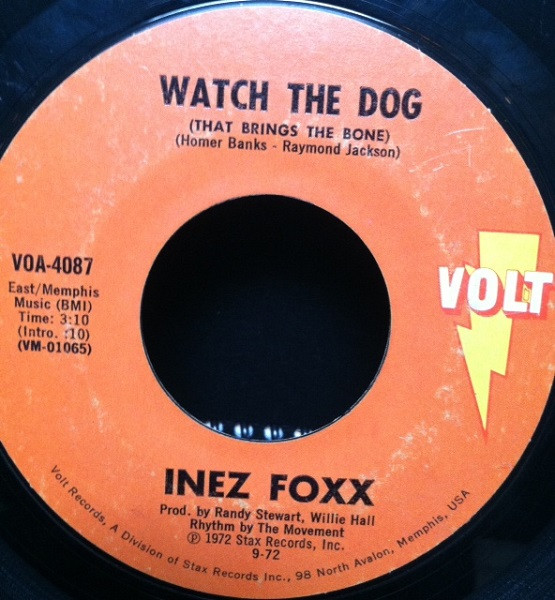 WATCH THE DOG
(THAT BRINGS THE BONE)
(Homer Banks - Raymond Jackson)
VOA-4087
East/Memphis
Music (BMI)
Time: 3:10
(Intro. :10)
(VM-01065)
VOLT
INEZ FOXX
Prod. by Randy Stewart, Willie Hall
Rhythm by The Movement
℗ 1972 Stax Records, Inc.
9-72
Volt Records, A Division of Stax Records Inc., 98 North Avalon, Memphis, USA